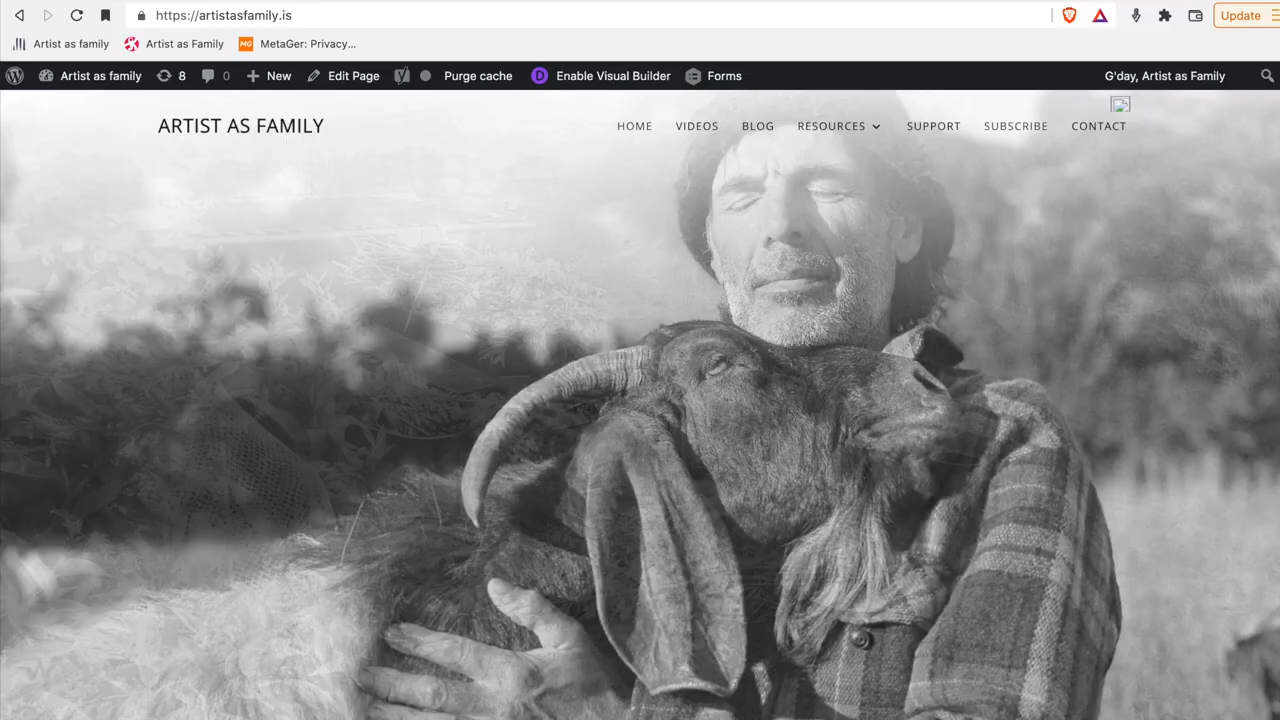 https://artistasfamily.is
Update
Artist as family
Artist as Family
MG
MetaGer: Privacy...
Artist as family
8
0
New
Edit Page
Purge cache
D
Enable Visual Builder
Forms
G'day, Artist as Family
ARTIST AS FAMILY
HOME
VIDEOS
BLOG
RESOURCES
SUPPORT
SUBSCRIBE
CONTACT